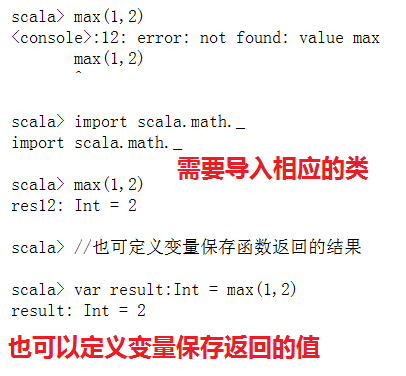 scala> max(1,2)
<console>:12: error: not found: value max
       max(1,2)
       ^
scala> import scala.math._
import scala.math._
需要导入相应的类
scala> max(1,2)
res12: Int = 2
scala> //也可定义变量保存函数返回的结果
scala> var result:Int = max(1,2)
result: Int = 2
也可以定义变量保存返回的值